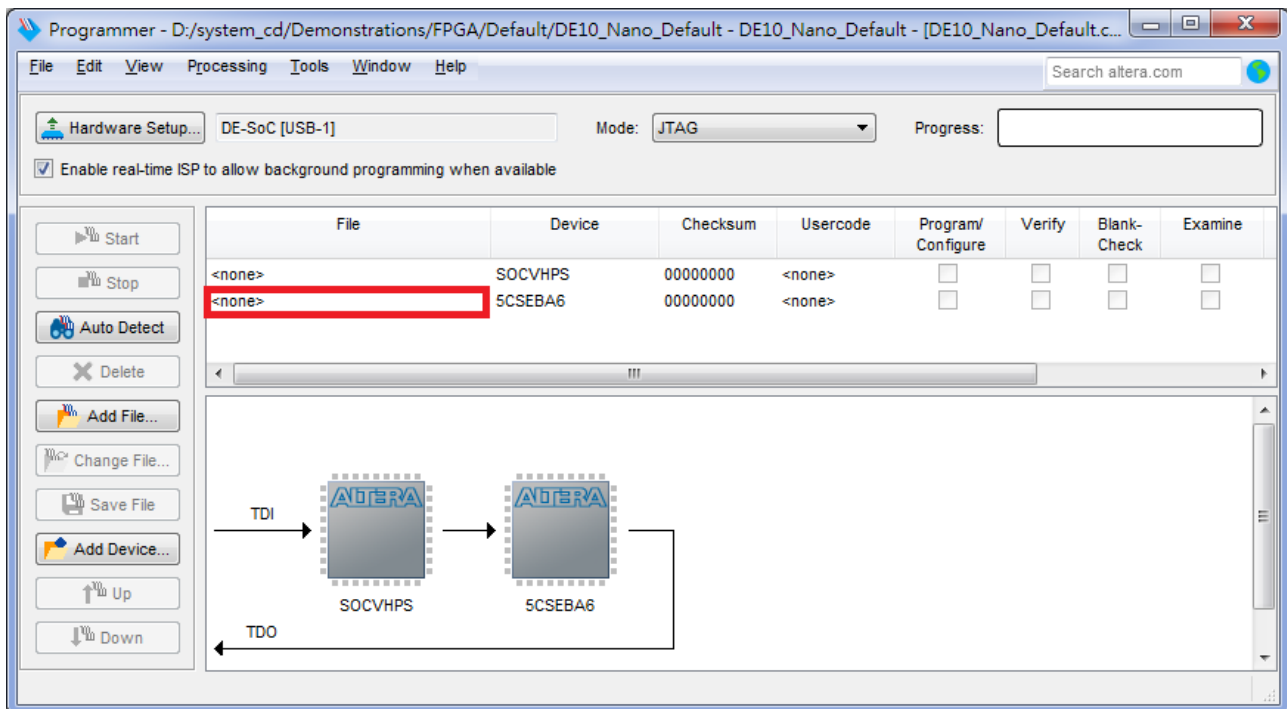 Programmer - D:/system_cd/Demonstrations/FPGA/Default/DE10_Nano_Default - DE10_Nano_Default - [DE10_Nano_Default.c...
File Edit View Processing Tools Window Help
Search altera.com
Hardware Setup... DE-SoC [USB-1] Mode: JTAG Progress:
Enable real-time ISP to allow background programming when available
Start
Stop
Auto Detect
Delete
Add File...
Change File...
Save File
Add Device...
Up
Down
File Device Checksum Usercode Program/ Configure Verify Blank- Check Examine
<none> SOCVHPS 00000000 <none>
<none> 5CSEBA6 00000000 <none>
ALTERA ALTERA
TDI
SOCVHPS 5CSEBA6
TDO